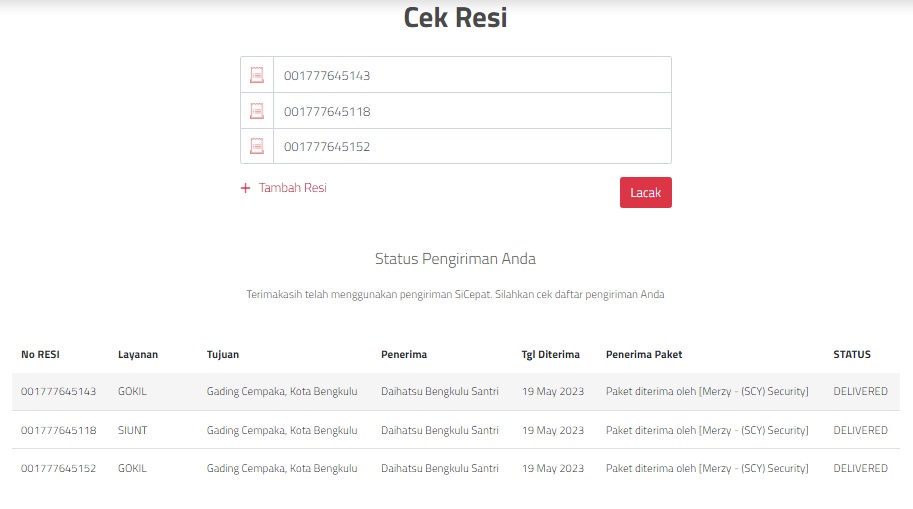 Cek Resi
001777645143
001777645118
001777645152
+ Tambah Resi
Lacak
Status Pengiriman Anda
Terimakasih telah menggunakan pengiriman SiCepat. Silahkan cek daftar pengiriman Anda
No RESI Layanan Tujuan Penerima Tgl Diterima Penerima Paket STATUS
001777645143 GOKIL Gading Cempaka, Kota Bengkulu Daihatsu Bengkulu Santri 19 May 2023 Paket diterima oleh [Merzy - (SCY) Security] DELIVERED
001777645118 SIUNT Gading Cempaka, Kota Bengkulu Daihatsu Bengkulu Santri 19 May 2023 Paket diterima oleh [Merzy - (SCY) Security] DELIVERED
001777645152 GOKIL Gading Cempaka, Kota Bengkulu Daihatsu Bengkulu Santri 19 May 2023 Paket diterima oleh [Merzy - (SCY) Security] DELIVERED